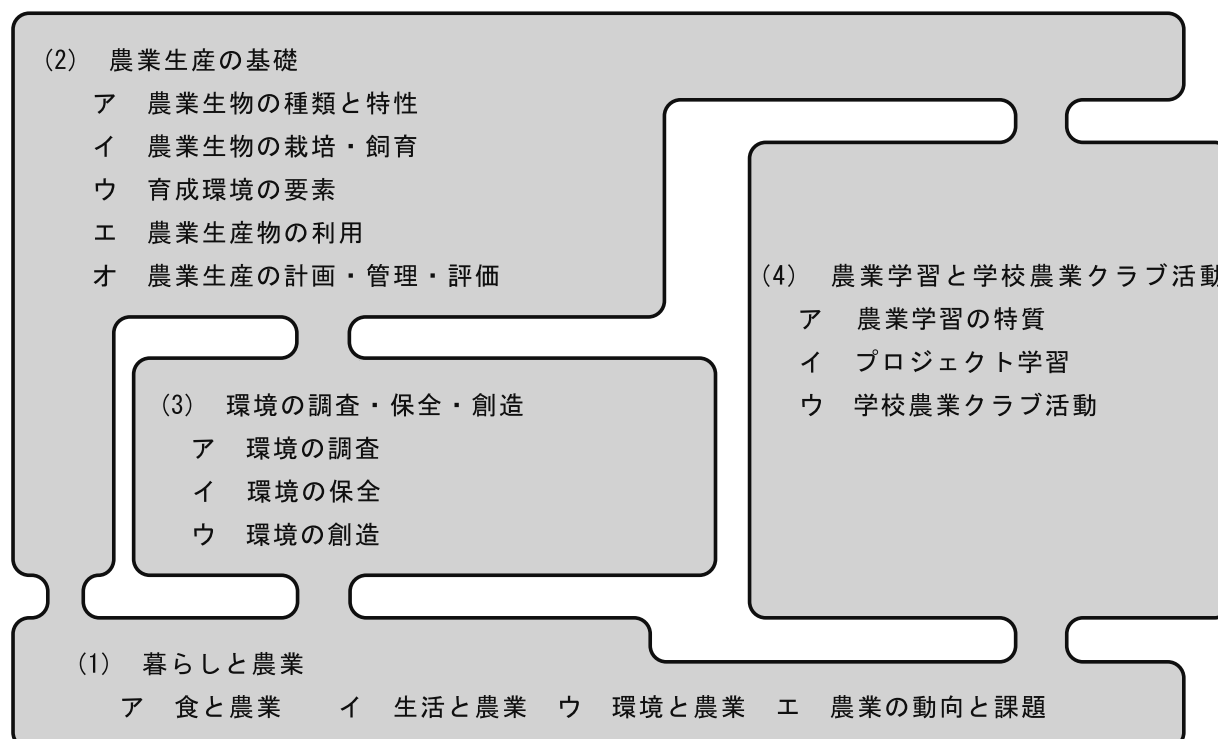 (2) 農業生産の基礎
ア 農業生物の種類と特性
イ 農業生物の栽培・飼育
ウ 育成環境の要素
エ 農業生産物の利用
オ 農業生産の計画・管理・評価
(3) 環境の調査・保全・創造
ア 環境の調査
イ 環境の保全
ウ 環境の創造
(4) 農業学習と学校農業クラブ活動
ア 農業学習の特質
イ プロジェクト学習
ウ 学校農業クラブ活動
(1) 暮らしと農業
ア 食と農業 イ 生活と農業 ウ 環境と農業 エ 農業の動向と課題